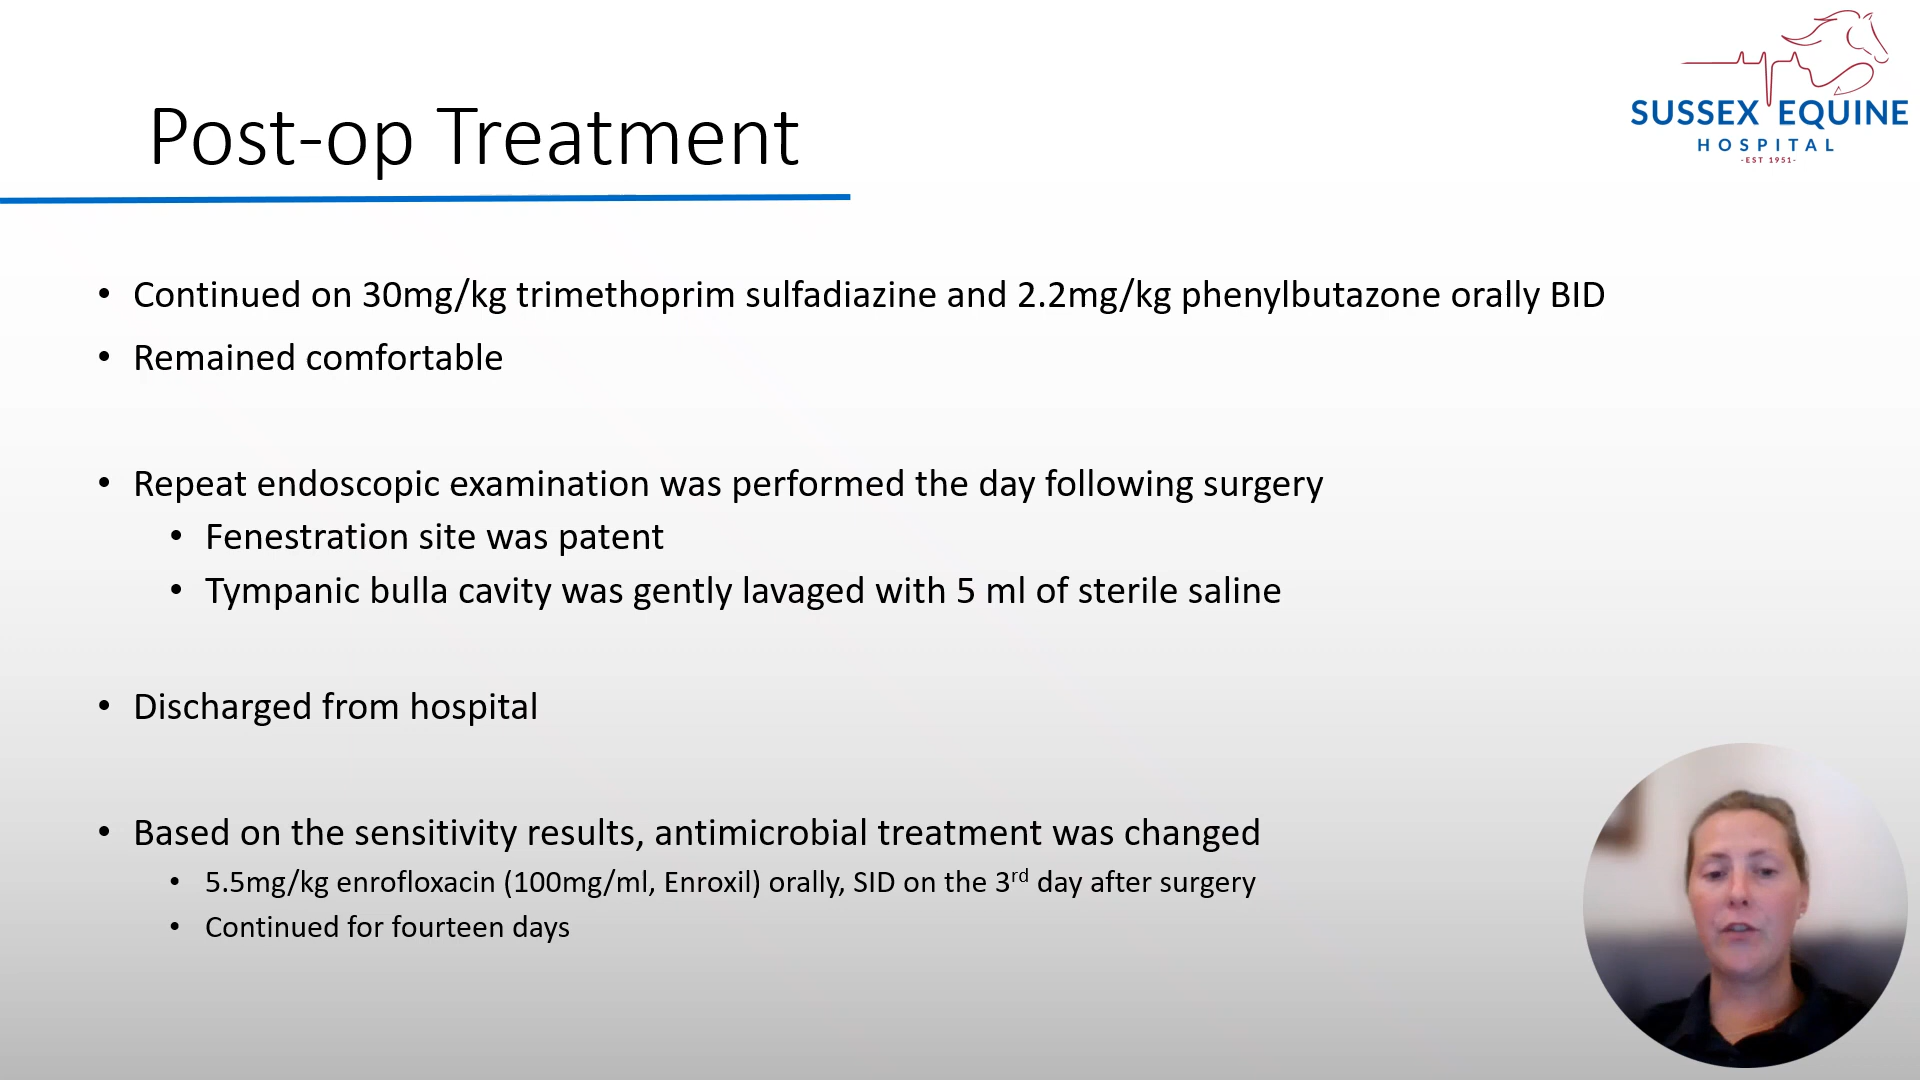 SUSSEX EQUINE
HOSPITAL
-EST 1951-
Post-op Treatment
• Continued on 30mg/kg trimethoprim sulfadiazine and 2.2mg/kg phenylbutazone orally BID
• Remained comfortable
• Repeat endoscopic examination was performed the day following surgery
• Fenestration site was patent
• Tympanic bulla cavity was gently lavaged with 5 ml of sterile saline
• Discharged from hospital
• Based on the sensitivity results, antimicrobial treatment was changed
• 5.5mg/kg enrofloxacin (100mg/ml, Enroxil) orally, SID on the 3rd day after surgery
• Continued for fourteen days